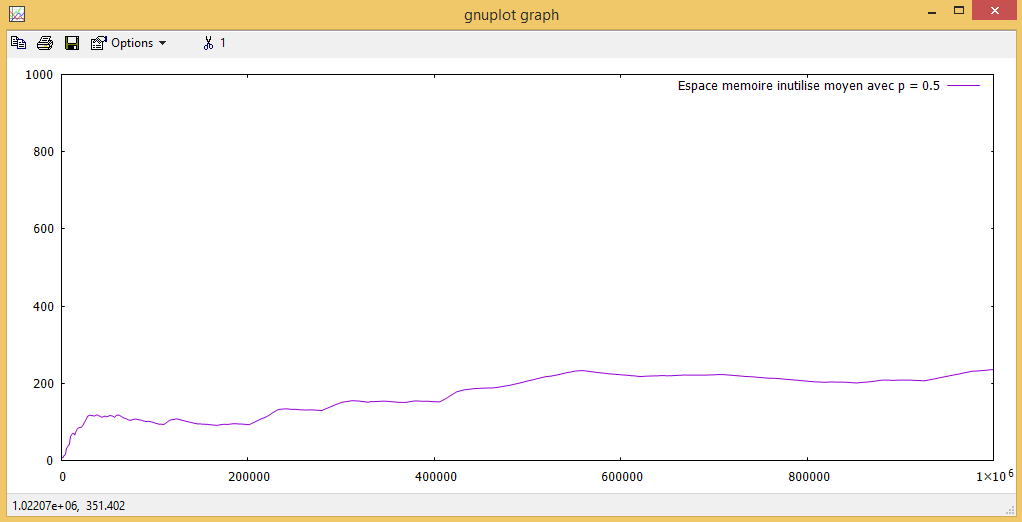 gnuplot graph
Options 1
Espace memoire inutilise moyen avec p = 0.5
1000
800
600
400
200
0
0 200000 400000 600000 800000 1×10⁶
1.02207e+06, 351.402